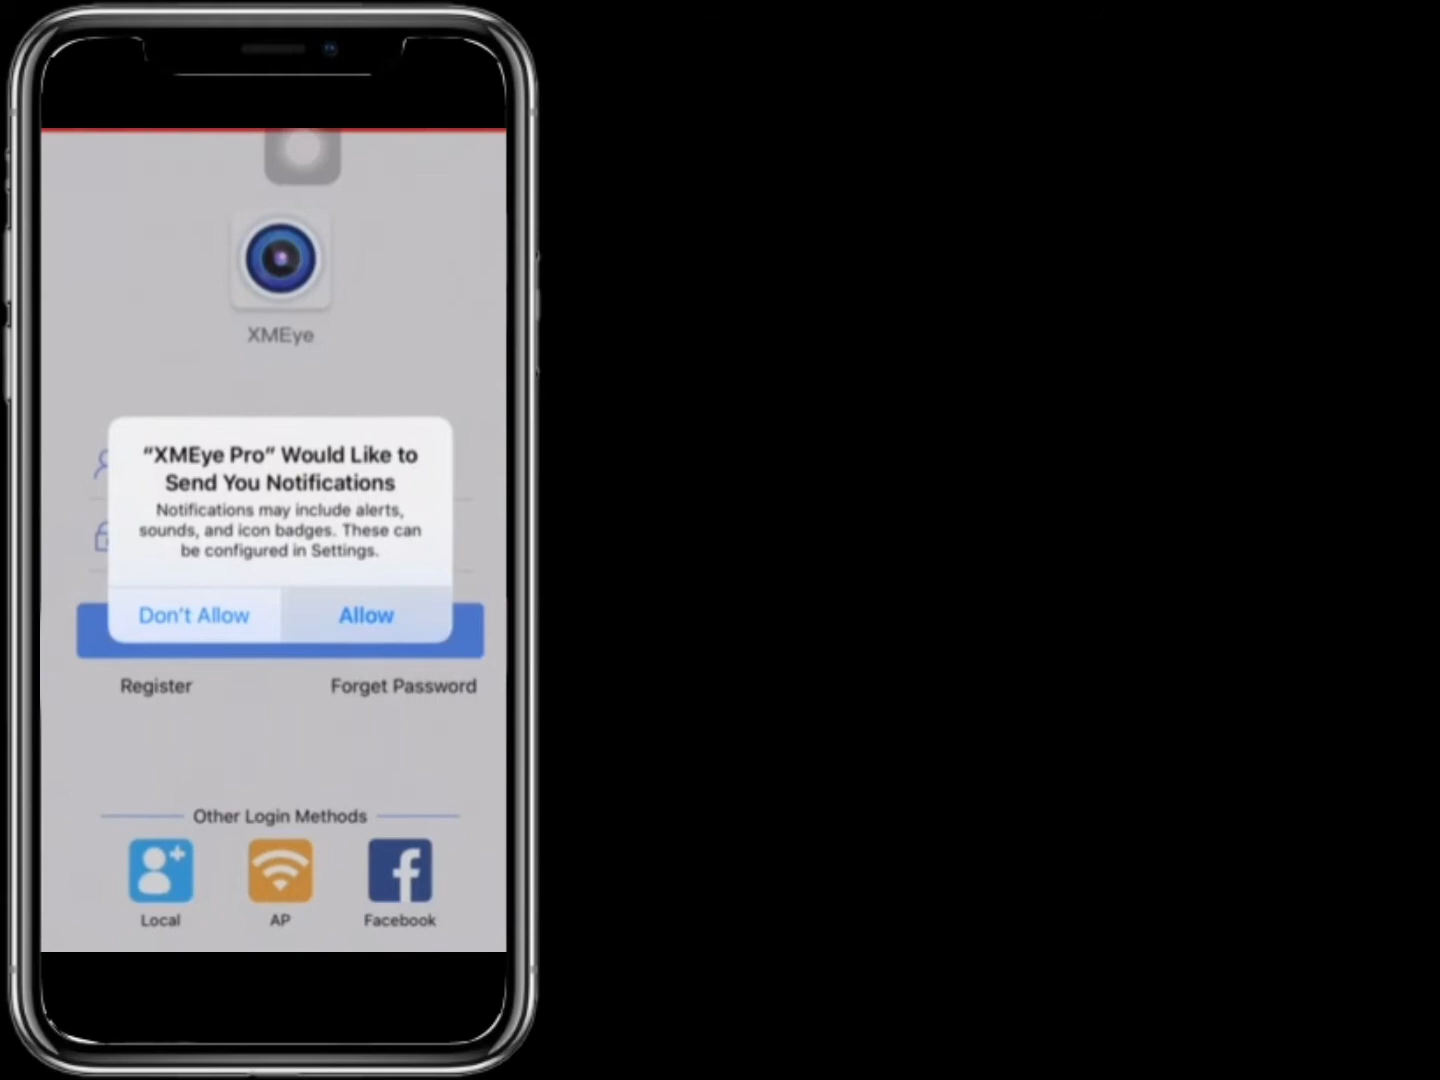 XMEye
“XMEye Pro” Would Like to
Send You Notifications
Notifications may include alerts,
sounds, and icon badges. These can
be configured in Settings.
Don’t Allow
Allow
Register
Forget Password
Other Login Methods
Local
AP
Facebook